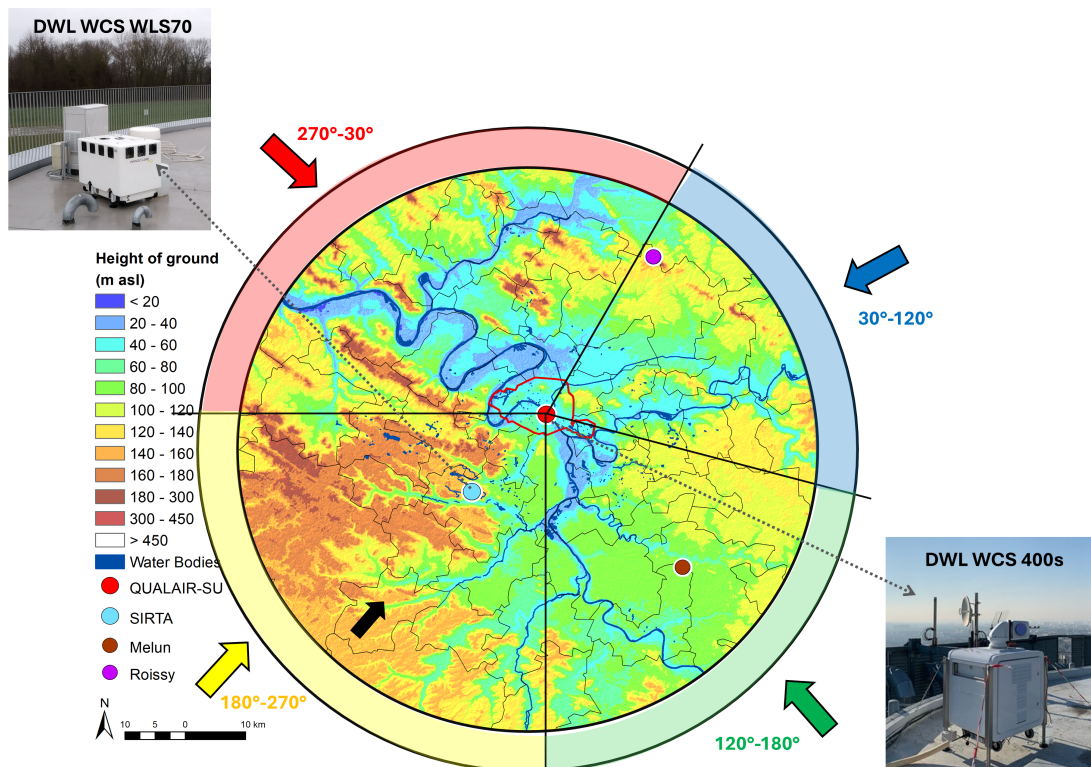 DWL WCS WLS70
270°-30°
30°-120°
Height of ground
(m asl)
< 20
20 - 40
40 - 60
60 - 80
80 - 100
100 - 120
120 - 140
140 - 160
160 - 180
180 - 300
300 - 450
> 450
Water Bodies
QUALAIR-SU
SIRTA
Melun
Roissy
N
10 5 0 10 km
180°-270°
120°-180°
DWL WCS 400s